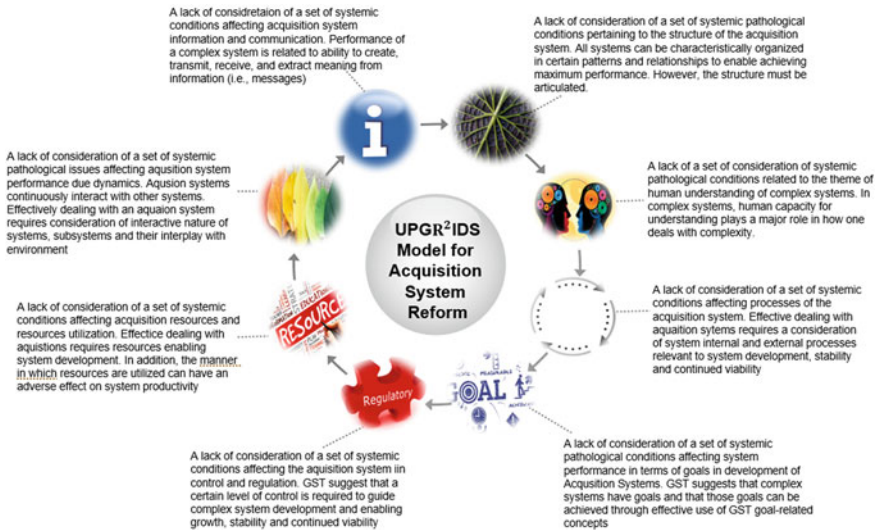 A lack of considretaion of a set of systemic
conditions affecting acquisition system
information and communication. Performance of
a complex system is related to ability to create,
transmit, receive, and extract meaning from
information (i.e., messages)
A lack of consideration of a set of systemic pathological
conditions pertaining to the structure of the acquisition
system. All systems can be characteristically organized
in certain patterns and relationships to enable achieving
maximum performance. However, the structure must be
articulated.
i
A lack of consideration of a set of systemic
pathological issues affecting aqusition system
performance due dynamics. Aqusion systems
continuously interact with other systems.
Effectively dealing with an aquaion system
requires consideration of interactive nature of
systems, subsystems and their interplay with
environment
A lack of a set of consideration of systemic
pathological conditions related to the theme of
human understanding of complex systems. In
complex systems, human capacity for
understanding plays a major role in how one
deals with complexity.
UPGR²IDS
Model for
Acquisition
System
Reform
A lack of consideration of a set of systemic
conditions affecting acquisition resources and
resources utilization. Effectice dealing with
aquistions requires resources enabling
system development. In addition, the manner
in which resources are utilized can have an
adverse effect on system productivity
RESOURC
A lack of consideration of a set of systemic
conditions affecting processes of the
acquisition system. Effective dealing with
aquaition sytems requires a consideration
of system internal and external processes
relevant to system development, stability
and continued viability
Regulatory
GOAL
A lack of consideration of a set of systemic
conditions affecting the aquisition system iin
control and regulation. GST suggest that a
certain level of control is required to guide
complex system development and enabling
growth, stability and continued viability
A lack of consideration of a set of systemic
pathological conditions affecting system
performance in terms of goals in development of
Acqusition Systems. GST suggests that complex
systems have goals and that those goals can be
achieved through effective use of GST goal-related
concepts